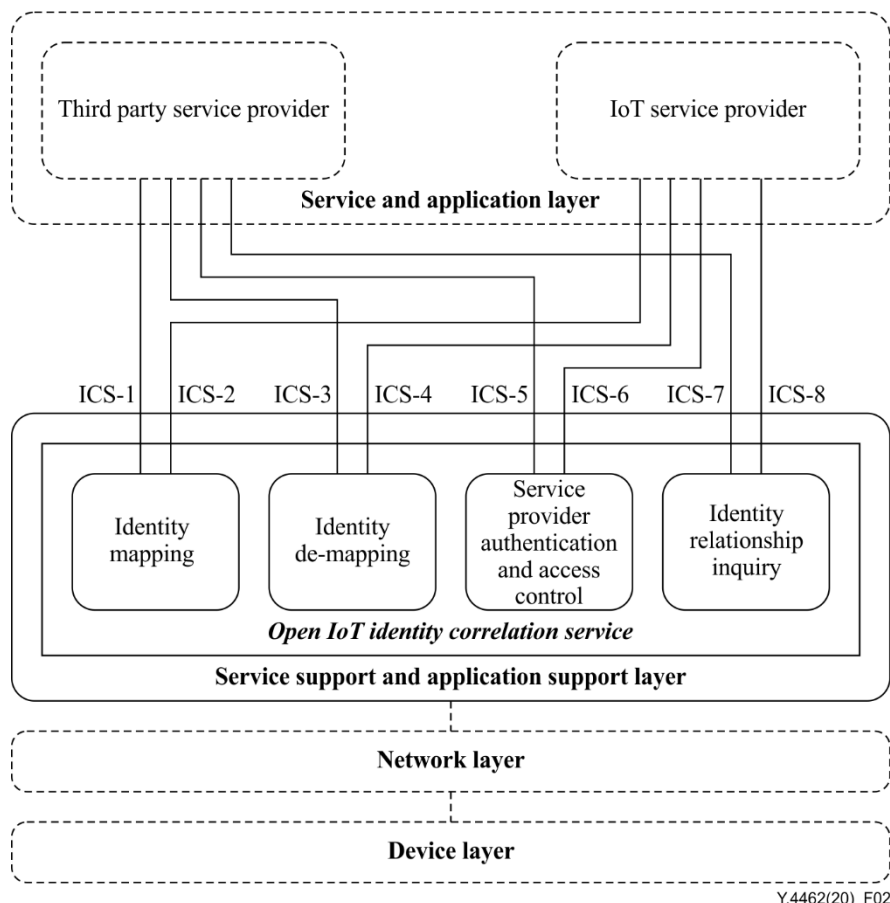 Third party service provider
IoT service provider
Service and application layer
ICS-1
ICS-2
ICS-3
ICS-4
ICS-5
ICS-6
ICS-7
ICS-8
Identity
mapping
Identity
de-mapping
Service
provider
authentication
and access
control
Identity
relationship
inquiry
Open IoT identity correlation service
Service support and application support layer
Network layer
Device layer
Y.4462(20)_F02